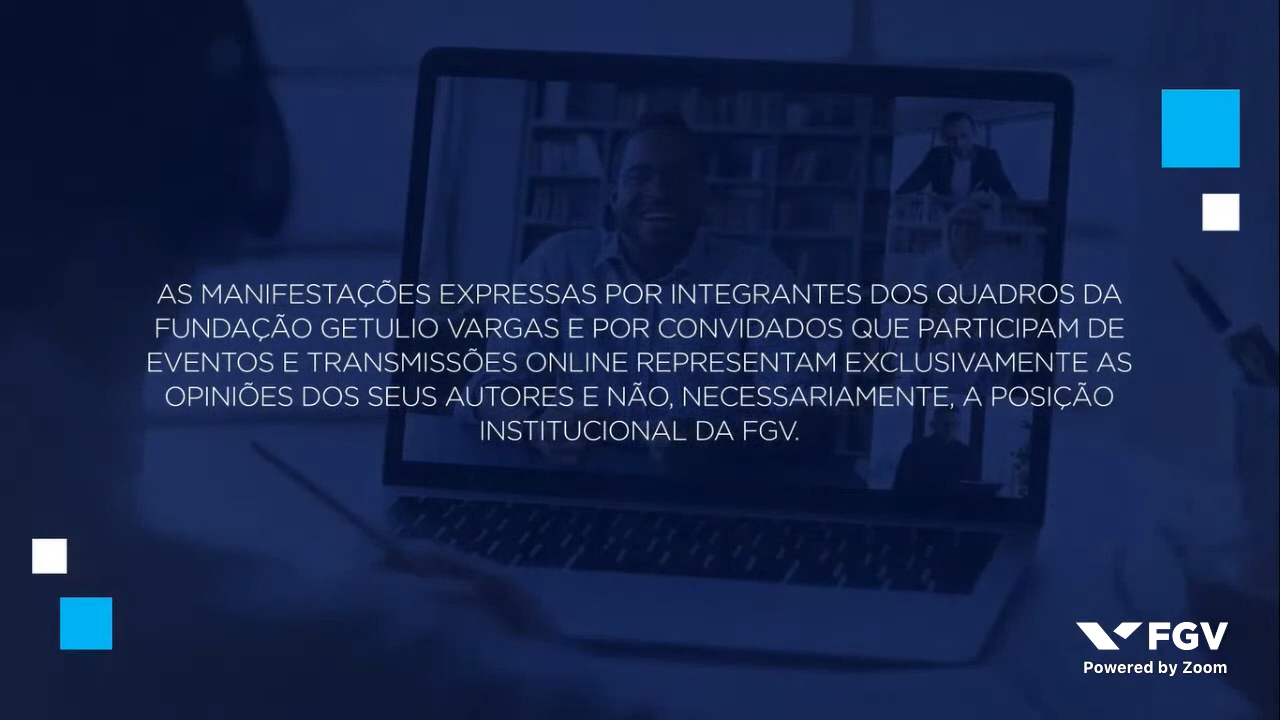 AS MANIFESTAÇÕES EXPRESSAS POR INTEGRANTES DOS QUADROS DA
FUNDAÇÃO GETULIO VARGAS E POR CONVIDADOS QUE PARTICIPAM DE
EVENTOS E TRANSMISSÕES ONLINE REPRESENTAM EXCLUSIVAMENTE AS
OPINIÕES DOS SEUS AUTORES E NÃO, NECESSARIAMENTE, A POSIÇÃO
INSTITUCIONAL DA FGV.
FGV
Powered by Zoom